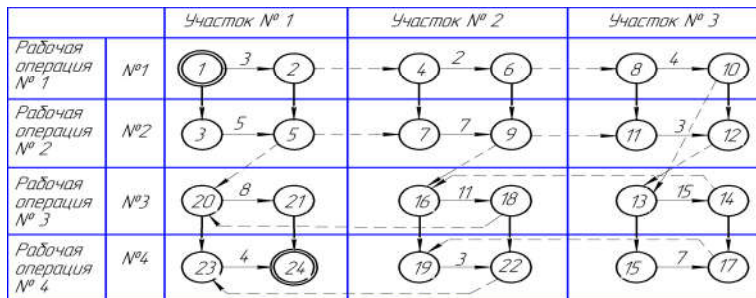 Участок № 1 Участок № 2 Участок № 3
Рабочая операция № 1 №1 1 3 2 4 2 6 8 4 10
Рабочая операция № 2 №2 3 5 5 7 7 9 11 3 12
Рабочая операция № 3 №3 20 8 21 16 11 18 13 15 14
Рабочая операция № 4 №4 23 4 24 19 3 22 15 7 17